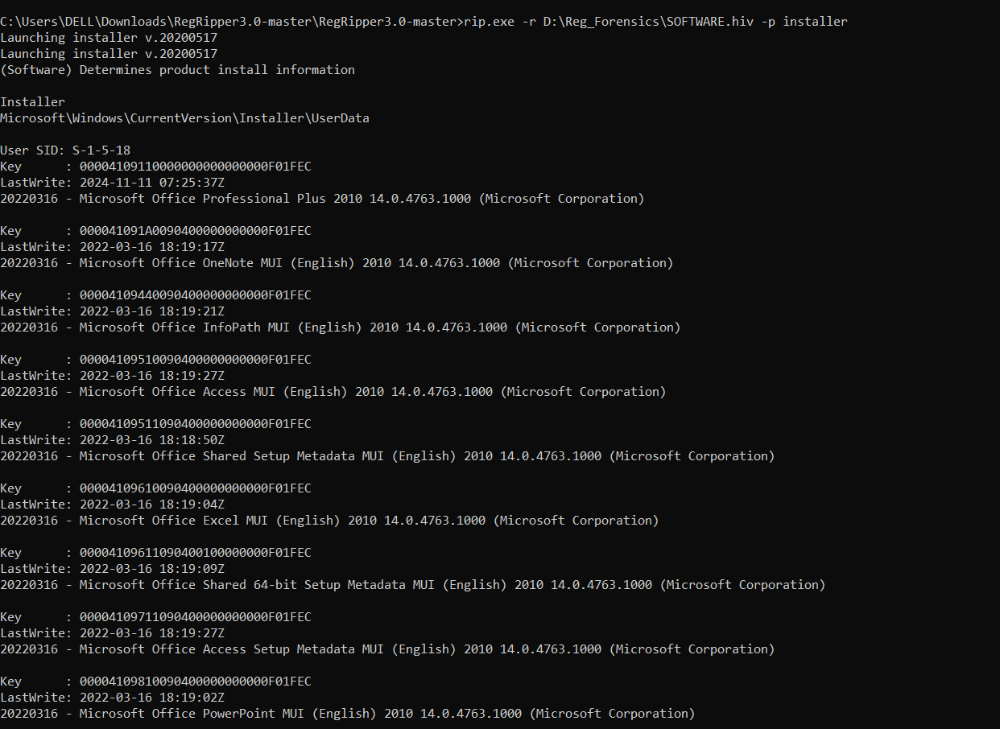 C:\Users\DELL\Downloads\RegRipper3.0-master\RegRipper3.0-master>rip.exe -r D:\Reg_Forensics\SOFTWARE.hiv -p installer
Launching installer v.20200517
Launching installer v.20200517
(Software) Determines product install information
Installer
Microsoft\Windows\CurrentVersion\Installer\UserData
User SID: S-1-5-18
Key      : 00004109110000000000000000F01FEC
LastWrite: 2024-11-11 07:25:37Z
20220316 - Microsoft Office Professional Plus 2010 14.0.4763.1000 (Microsoft Corporation)
Key      : 000041091A0090400000000000F01FEC
LastWrite: 2022-03-16 18:19:17Z
20220316 - Microsoft Office OneNote MUI (English) 2010 14.0.4763.1000 (Microsoft Corporation)
Key      : 00004109440090400000000000F01FEC
LastWrite: 2022-03-16 18:19:21Z
20220316 - Microsoft Office InfoPath MUI (English) 2010 14.0.4763.1000 (Microsoft Corporation)
Key      : 00004109510090400000000000F01FEC
LastWrite: 2022-03-16 18:19:27Z
20220316 - Microsoft Office Access MUI (English) 2010 14.0.4763.1000 (Microsoft Corporation)
Key      : 00004109511090400000000000F01FEC
LastWrite: 2022-03-16 18:18:50Z
20220316 - Microsoft Office Shared Setup Metadata MUI (English) 2010 14.0.4763.1000 (Microsoft Corporation)
Key      : 00004109610090400000000000F01FEC
LastWrite: 2022-03-16 18:19:04Z
20220316 - Microsoft Office Excel MUI (English) 2010 14.0.4763.1000 (Microsoft Corporation)
Key      : 00004109611090400100000000F01FEC
LastWrite: 2022-03-16 18:19:09Z
20220316 - Microsoft Office Shared 64-bit Setup Metadata MUI (English) 2010 14.0.4763.1000 (Microsoft Corporation)
Key      : 00004109711090400000000000F01FEC
LastWrite: 2022-03-16 18:19:27Z
20220316 - Microsoft Office Access Setup Metadata MUI (English) 2010 14.0.4763.1000 (Microsoft Corporation)
Key      : 00004109810090400000000000F01FEC
LastWrite: 2022-03-16 18:19:02Z
20220316 - Microsoft Office PowerPoint MUI (English) 2010 14.0.4763.1000 (Microsoft Corporation)